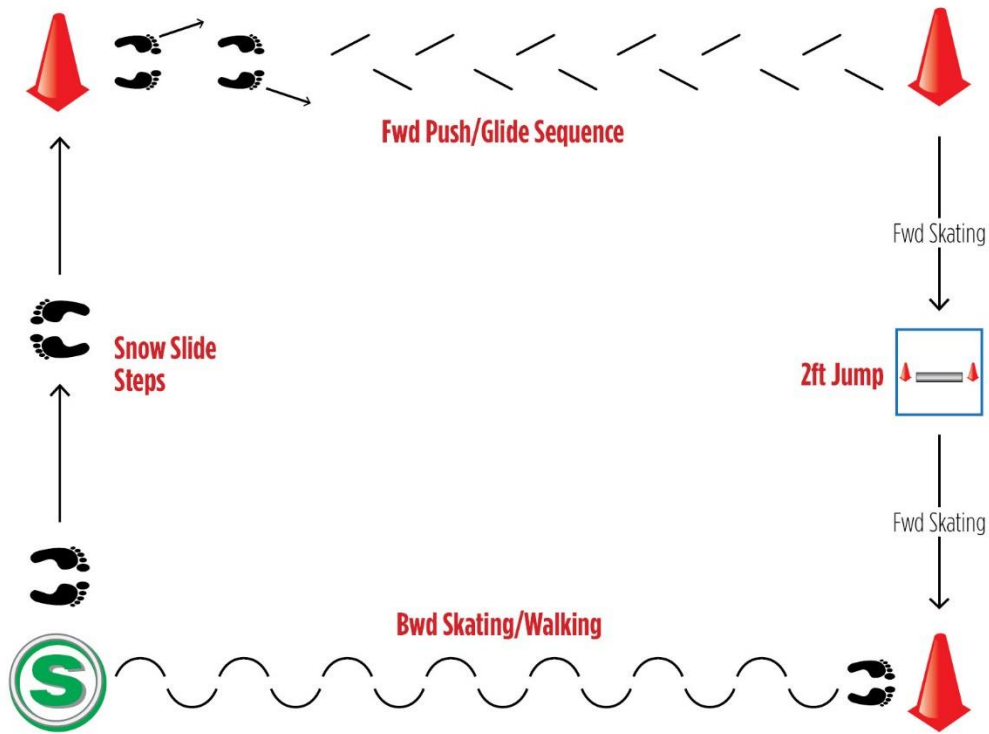 Fwd Push/Glide Sequence
Fwd Skating
Snow Slide
Steps
2ft Jump
Fwd Skating
Bwd Skating/Walking
S